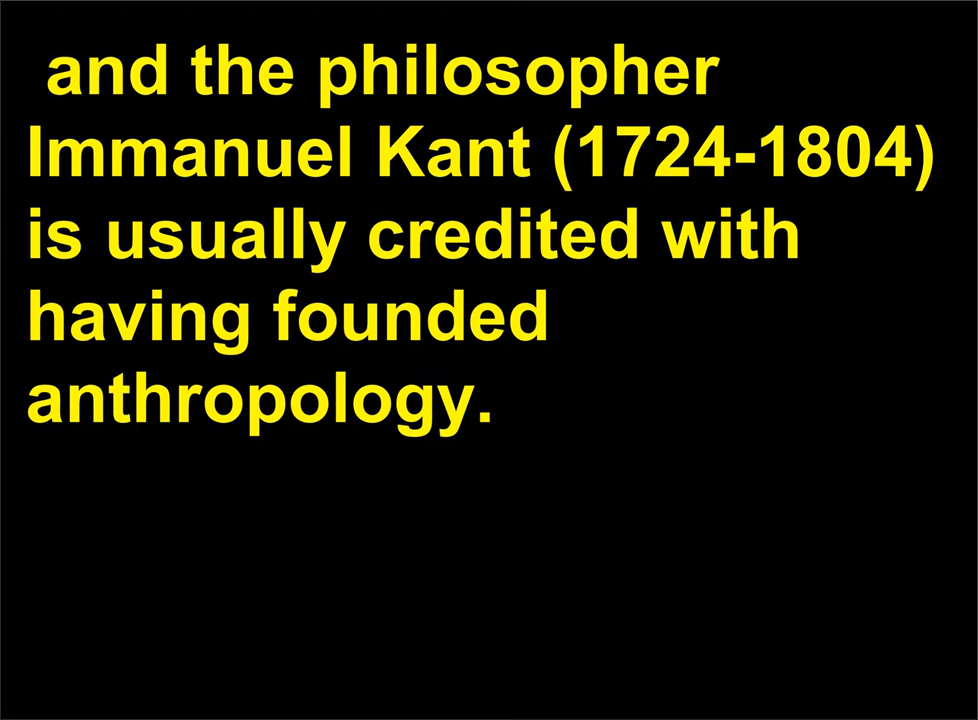 and the philosopher
Immanuel Kant (1724-1804)
is usually credited with
having founded
anthropology.